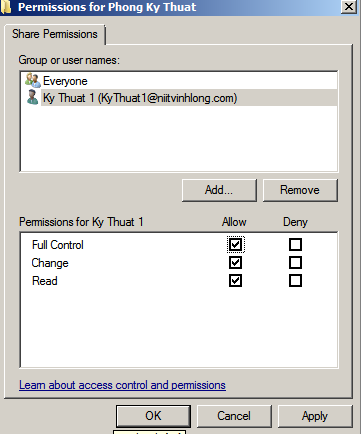 Permissions for Phong Ky Thuat
Share Permissions
Group or user names:
Everyone
Ky Thuat 1 (KyThuat1@niitvinhlong.com)
Add... Remove
Permissions for Ky Thuat 1 Allow Deny
Full Control
Change
Read
Learn about access control and permissions
OK Cancel Apply